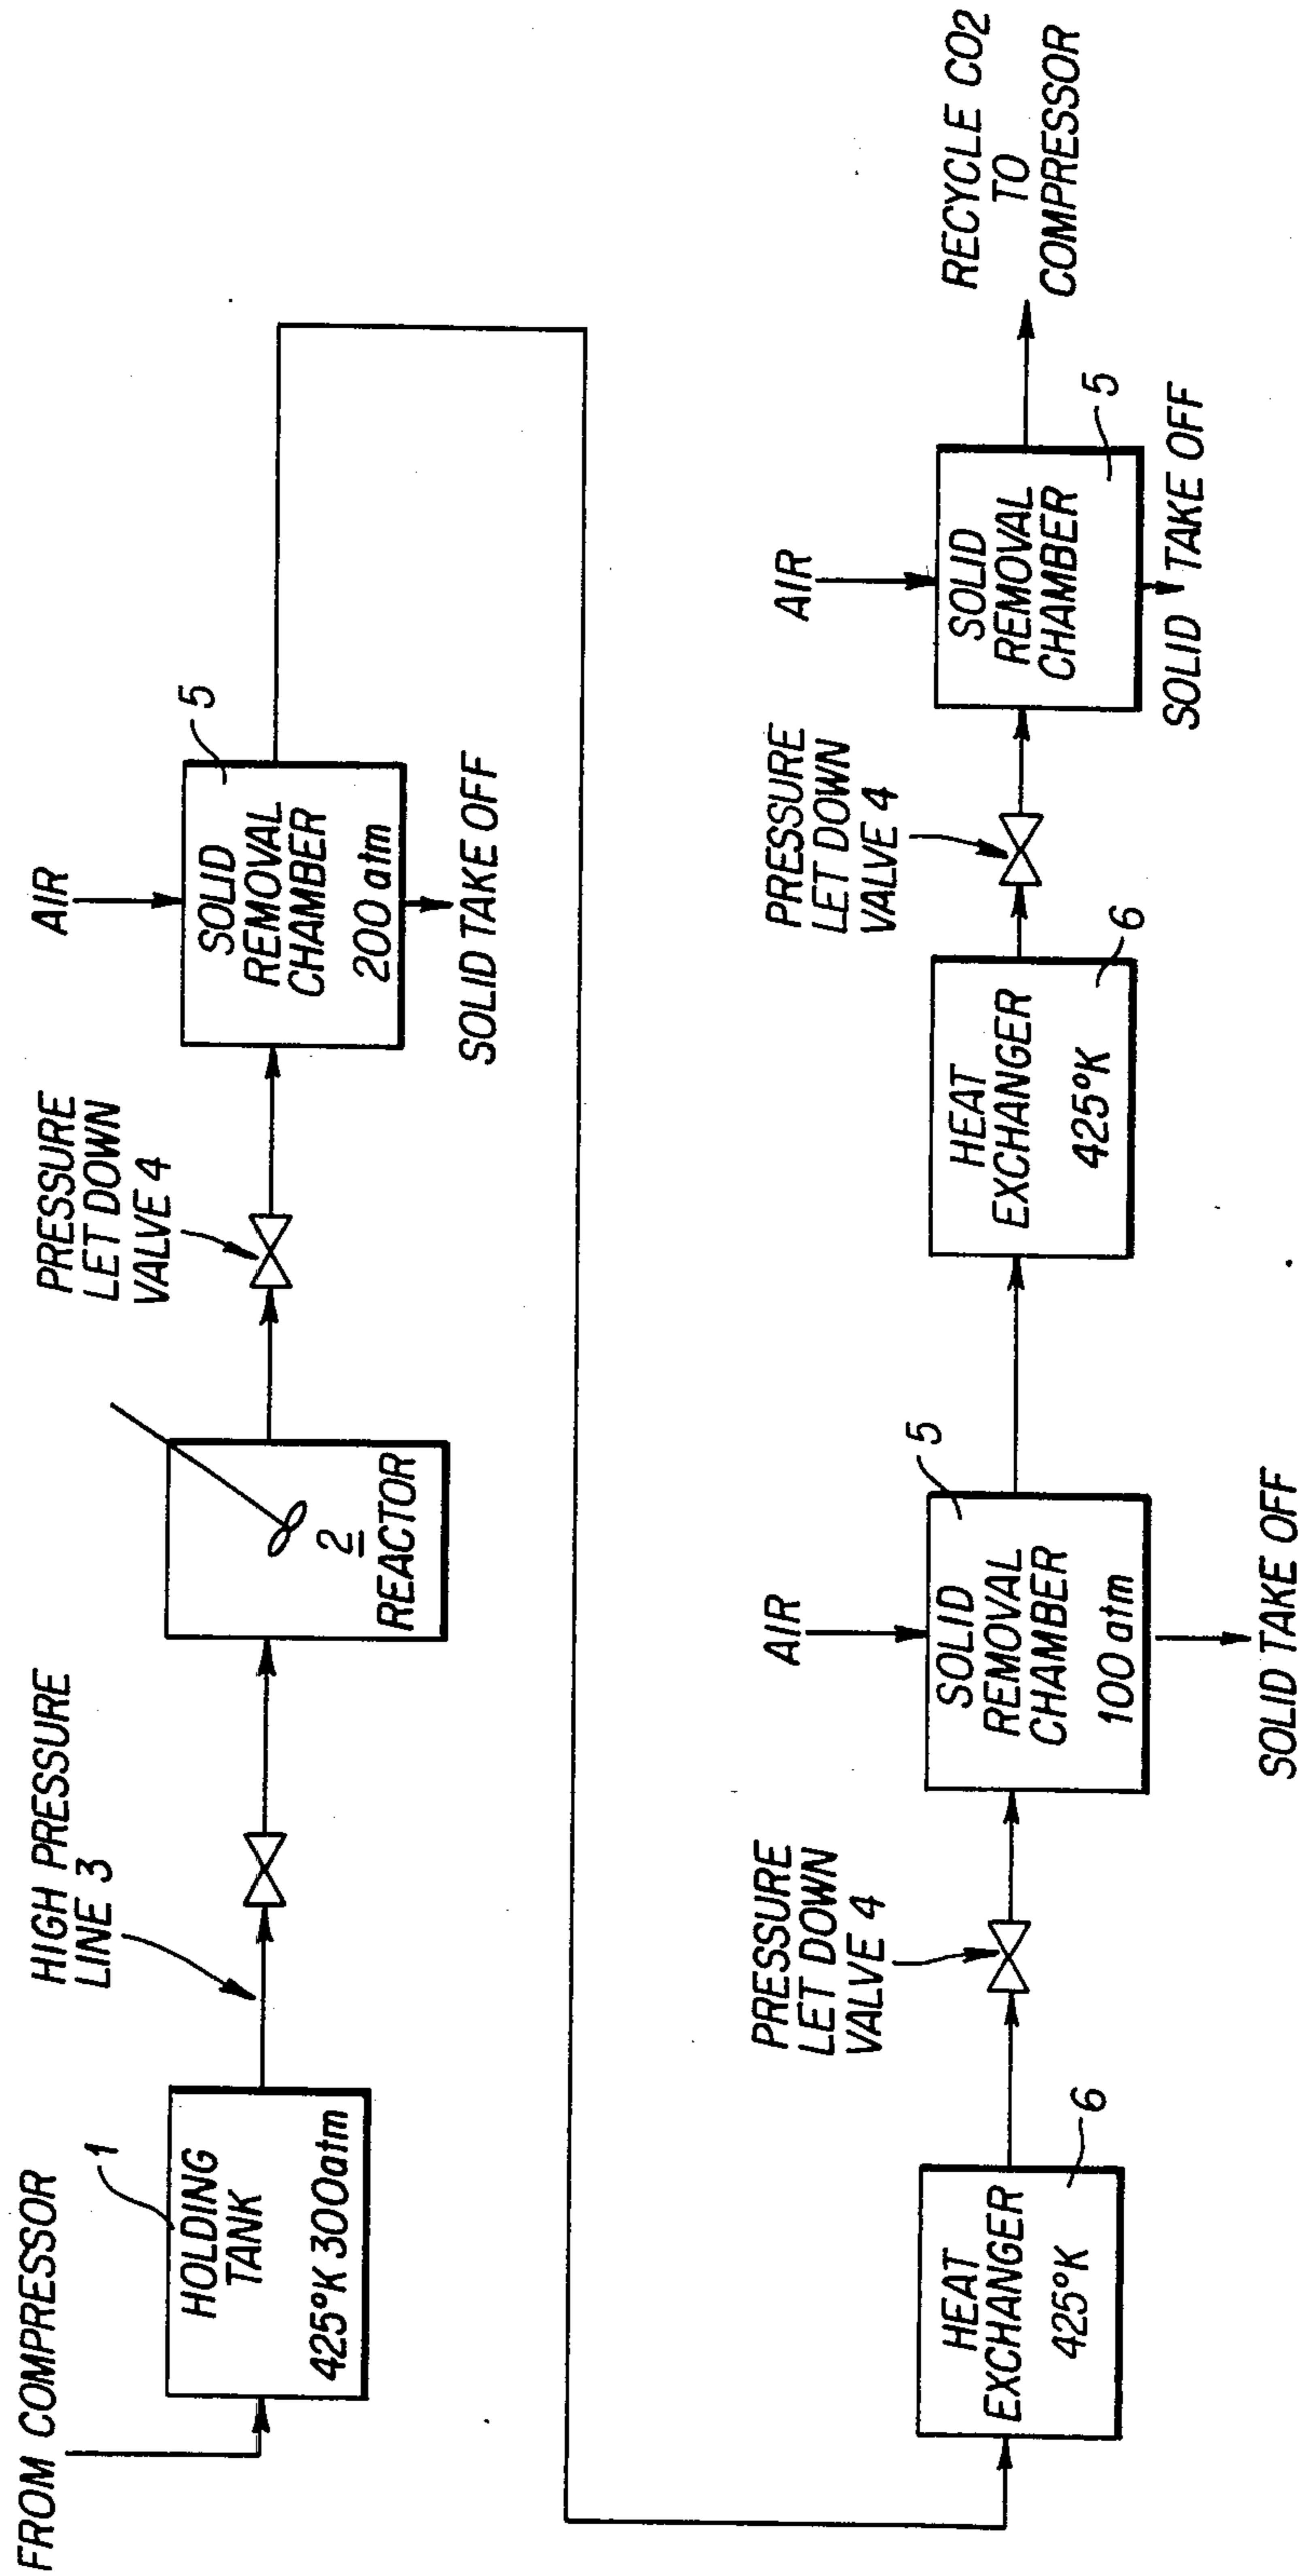 FROM COMPRESSOR
1
HOLDING
TANK
425°K 300atm
HIGH PRESSURE
LINE 3
2
REACTOR
PRESSURE
LET DOWN
VALVE 4
AIR
5
SOLID
REMOVAL
CHAMBER
200 atm
SOLID TAKE OFF
HEAT
EXCHANGER
425°K
6
PRESSURE
LET DOWN
VALVE 4
AIR
5
SOLID
REMOVAL
CHAMBER
100 atm
SOLID TAKE OFF
HEAT
EXCHANGER
425°K
6
PRESSURE
LET DOWN
VALVE 4
AIR
SOLID
REMOVAL
CHAMBER
5
SOLID TAKE OFF
RECYCLE CO2
TO
COMPRESSOR